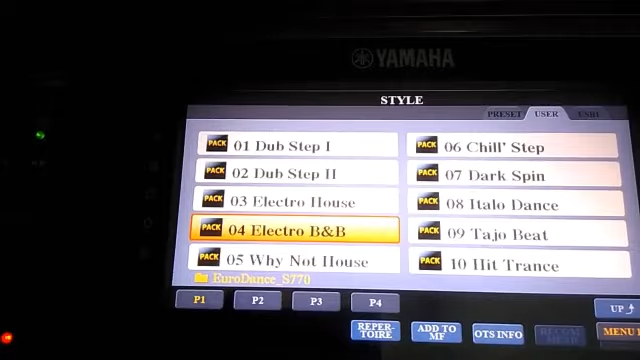 YAMAHA
STYLE
PRESET USER USB1
PACK 01 Dub Step I
PACK 02 Dub Step II
PACK 03 Electro House
PACK 04 Electro B&B
PACK 05 Why Not House
PACK 06 Chill' Step
PACK 07 Dark Spin
PACK 08 Italo Dance
PACK 09 Tajo Beat
PACK 10 Hit Trance
EuroDance_S770
P1 P2 P3 P4
UP
REPER-
TOIRE
ADD TO
MF
OTS INFO
MENU